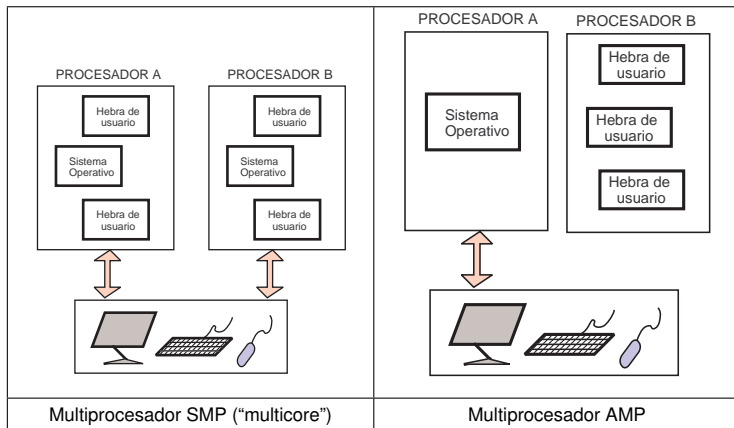 PROCESADOR A
PROCESADOR B
Hebra de
usuario
Sistema
Operativo
Hebra de
usuario
Hebra de
usuario
Sistema
Operativo
Hebra de
usuario
PROCESADOR A
PROCESADOR B
Sistema
Operativo
Hebra de
usuario
Hebra de
usuario
Hebra de
usuario
Multiprocesador SMP (“multicore”)
Multiprocesador AMP